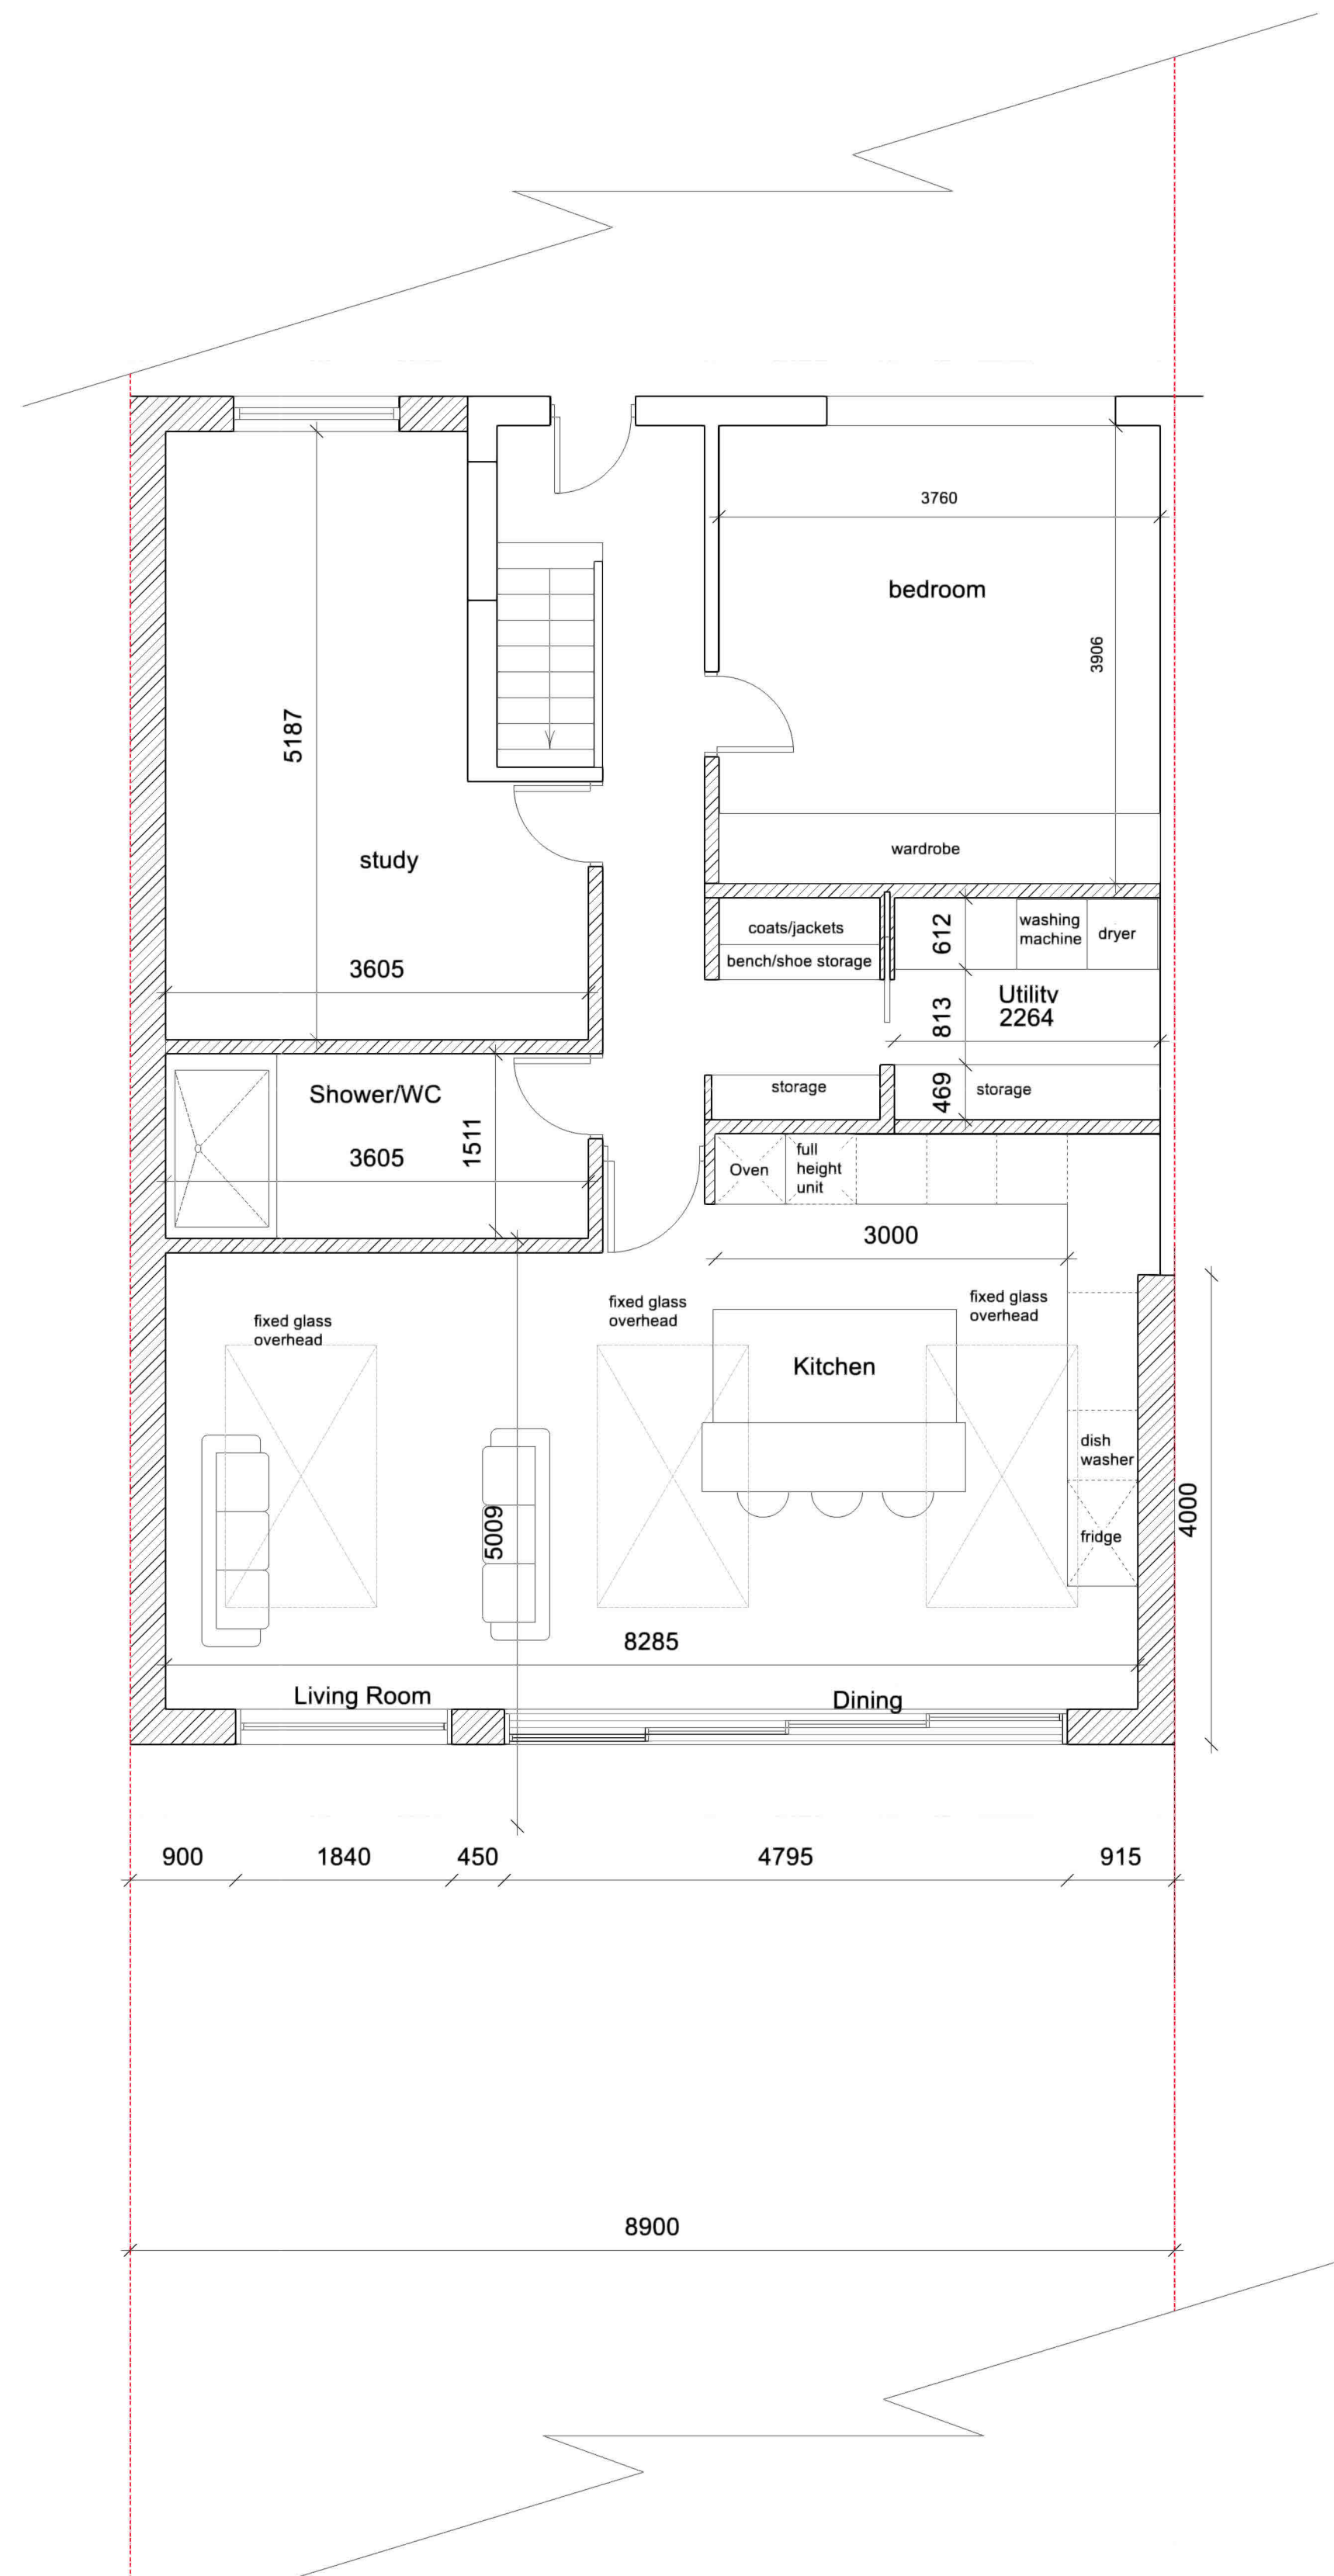 3760
bedroom
3906
5187
study
wardrobe
coats/jackets
bench/shoe storage
612
washing
machine
dryer
3605
813
Utility
2264
Shower/WC
1511
3605
storage
469
storage
Oven
full
height
unit
3000
fixed glass
overhead
fixed glass
overhead
fixed glass
overhead
Kitchen
dish
washer
5009
4000
fridge
8285
Living Room
Dining
900
1840
450
4795
915
8900